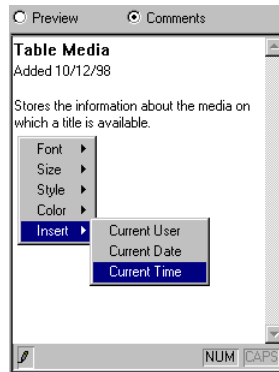 Preview Comments
Table Media
Added 10/12/98
Stores the information about the media on
which a title is available.
Font
Size
Style
Color
Insert Current User
Current Date
Current Time
NUM CAPS